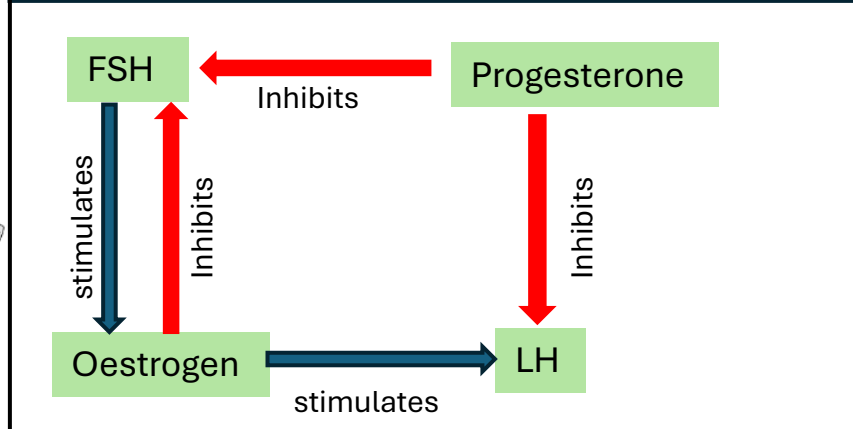 FSH
Progesterone
Inhibits
stimulates
Inhibits
Inhibits
Oestrogen
LH
stimulates